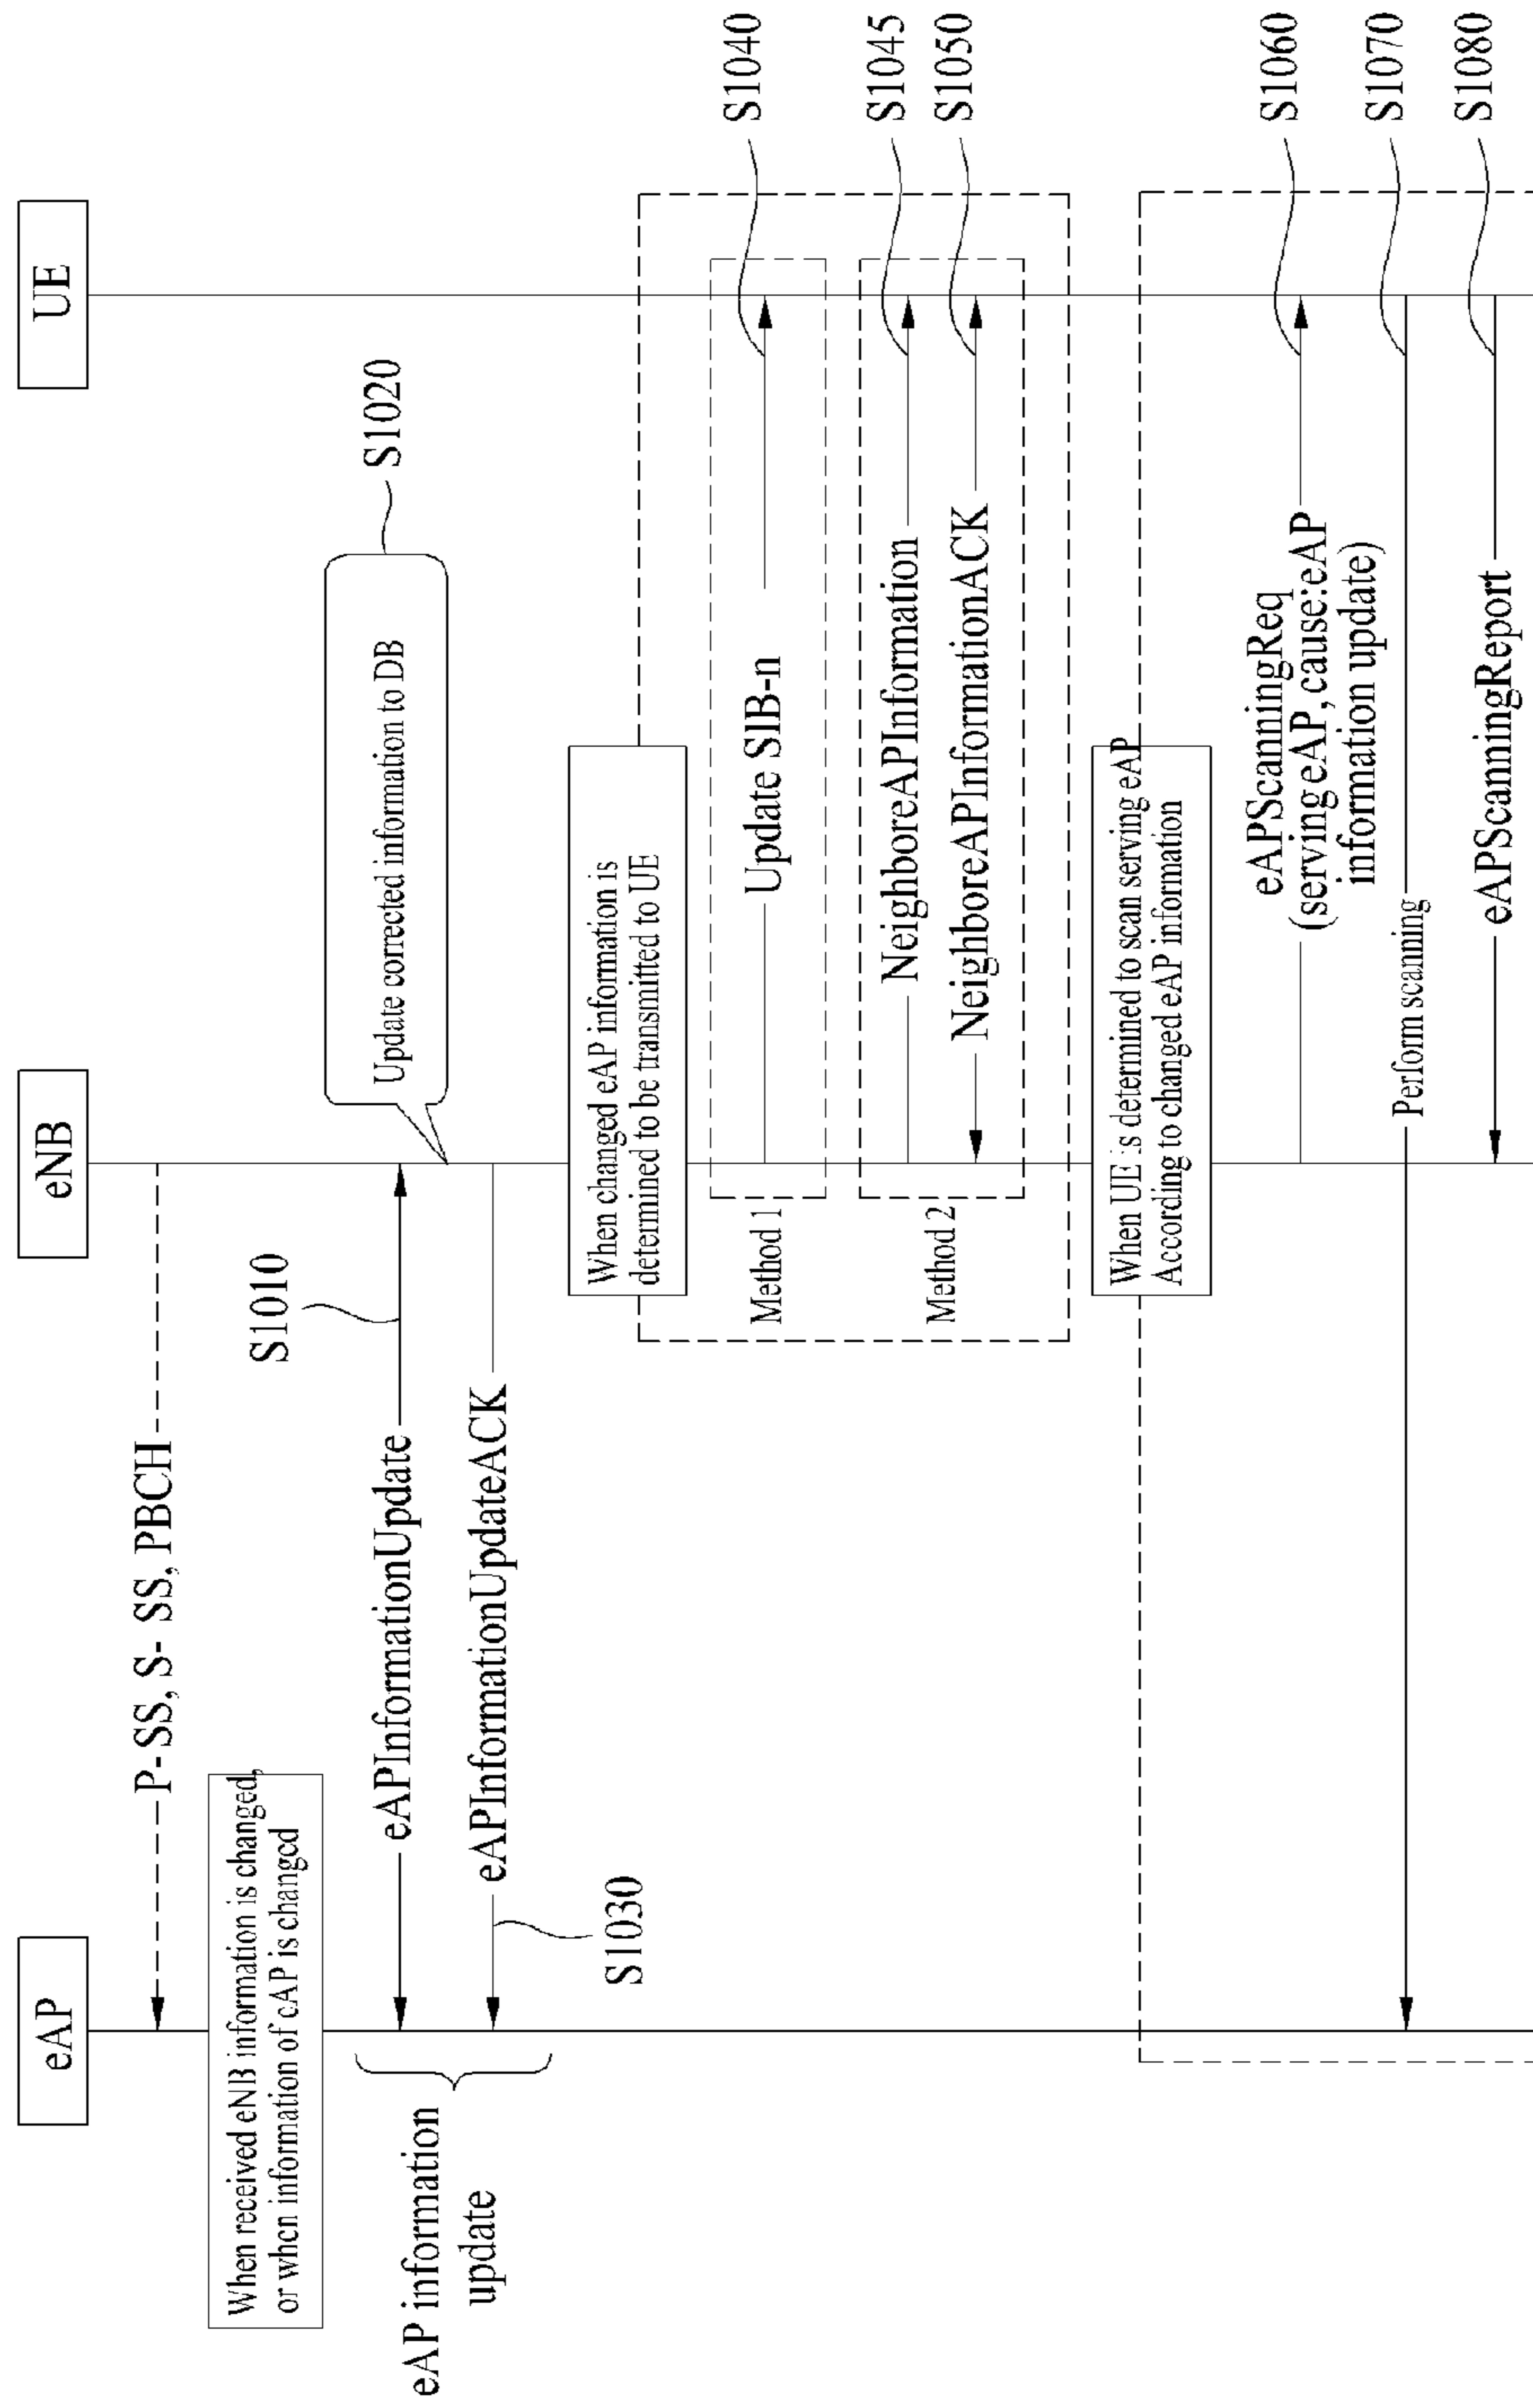 eAP
eNB
UE
P-SS, S- SS, PBCH
When received eNB information is changed,
or when information of eAP is changed
S1010
eAPInformationUpdate
S1020
Update corrected information to DB
eAPInformationUpdateACK
S1030
eAP information
update
When changed eAP information is
determined to be transmitted to UE
Method 1
Update SIB-n
S1040
Method 2
NeighboreAPInformation
S1045
NeighboreAPInformationACK
S1050
When UE is determined to scan serving eAP
According to changed eAP information
eAPScanningReq
(servingeAP,cause:eAP
information update)
S1060
Perform scanning
S1070
eAPScanningReport
S1080